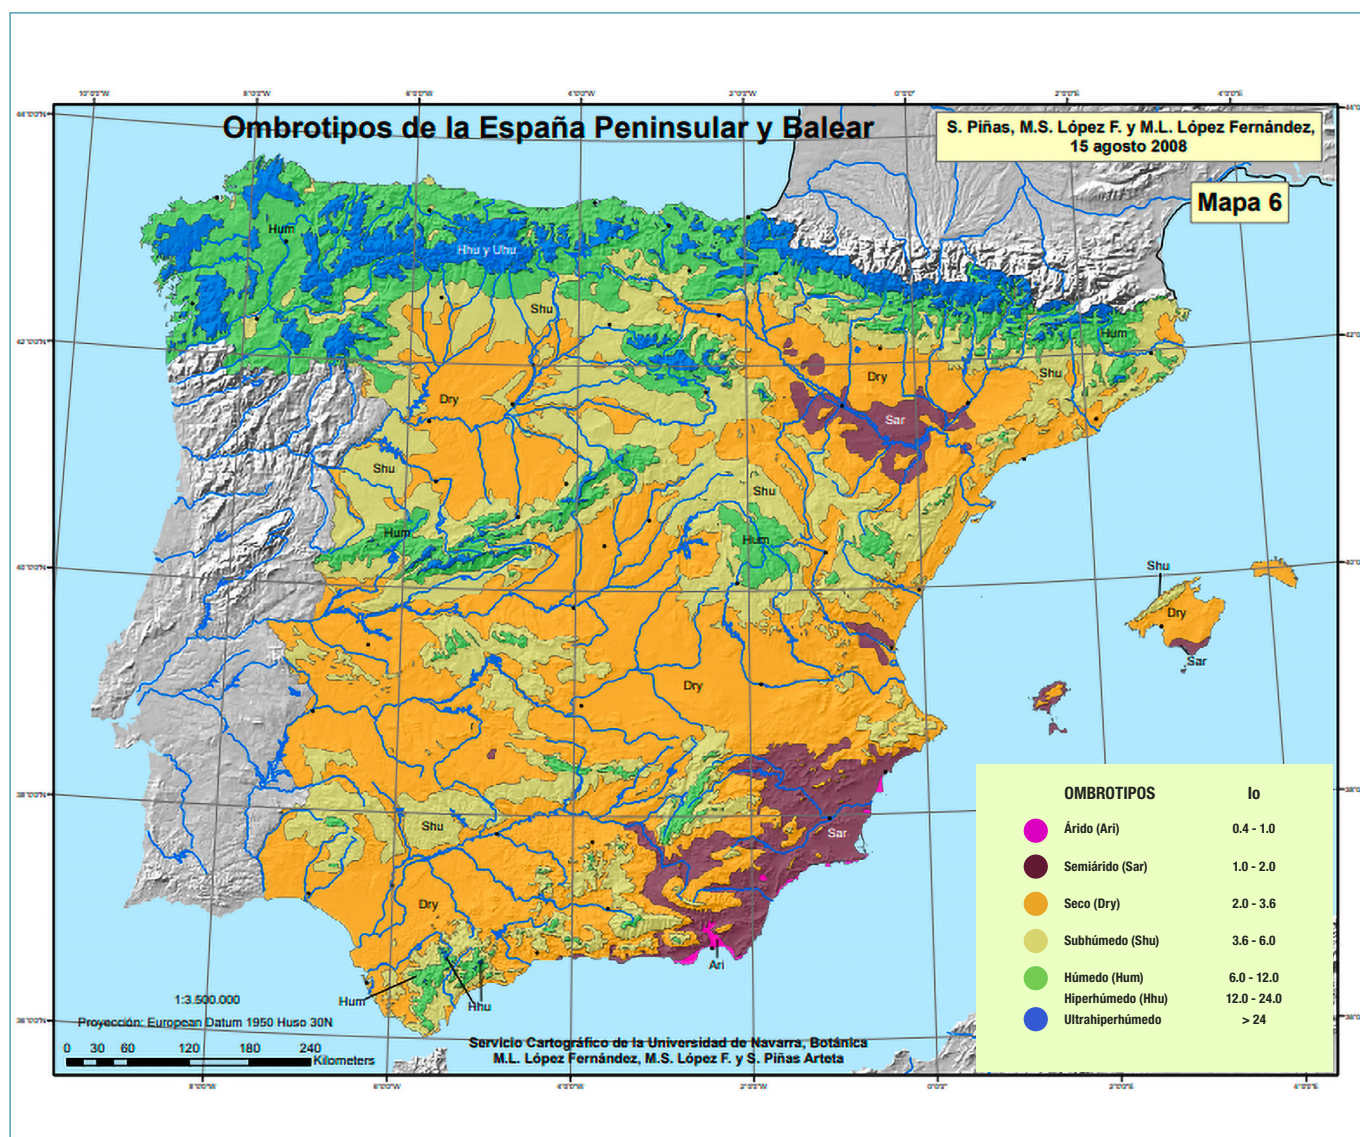 Ombrotipos de la España Peninsular y Balear
S. Piñas, M.S. López F. y M.L. López Fernández,
15 agosto 2008
Mapa 6
Hum
Hhu y Uhu
Shu
Hum
Dry
Dry
Shu
Sar
Shu
Shu
Hum
Hum
Shu
Dry
Sar
Dry
Shu
Sar
Dry
Ari
Hum
Hhu
OMBROTIPOS Io
Árido (Ari) 0.4 - 1.0
Semiárido (Sar) 1.0 - 2.0
Seco (Dry) 2.0 - 3.6
Subhúmedo (Shu) 3.6 - 6.0
Húmedo (Hum) 6.0 - 12.0
Hiperhúmedo (Hhu) 12.0 - 24.0
Ultrahiperhúmedo > 24
1:3.500.000
Proyección: European Datum 1950 Huso 30N
0 30 60 120 180 240
Kilometers
Servicio Cartográfico de la Universidad de Navarra, Botánica
M.L. López Fernández, M.S. López F. y S. Piñas Arteta